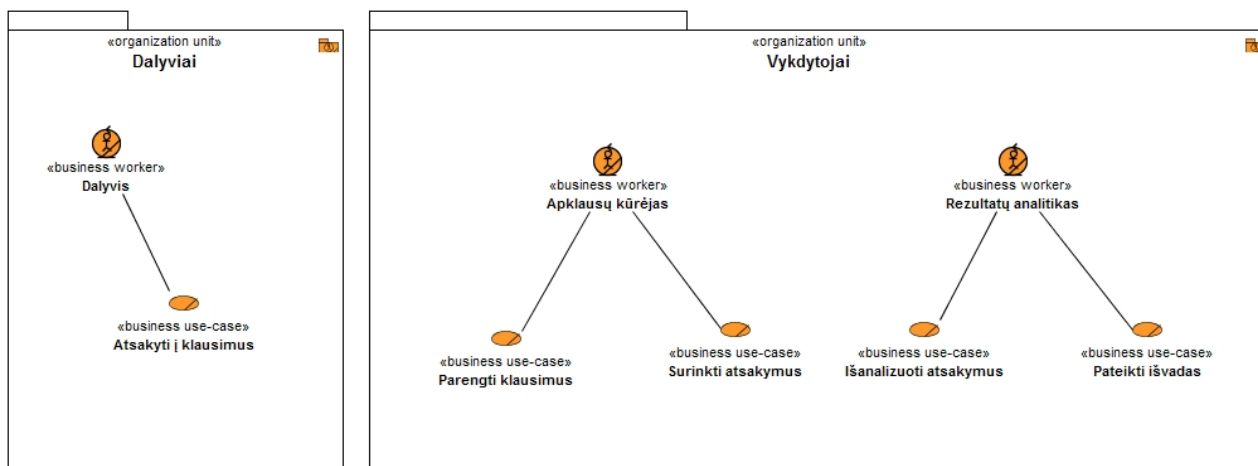 «organization unit»
Dalyviai
«business worker»
Dalyvis
«business use-case»
Atsakyti į klausimus
«organization unit»
Vykdytojai
«business worker»
Apklausų kūrėjas
«business worker»
Rezultatų analitikas
«business use-case»
Parengti klausimus
«business use-case»
Surinkti atsakymus
«business use-case»
Išanalizuoti atsakymus
«business use-case»
Pateikti išvadas